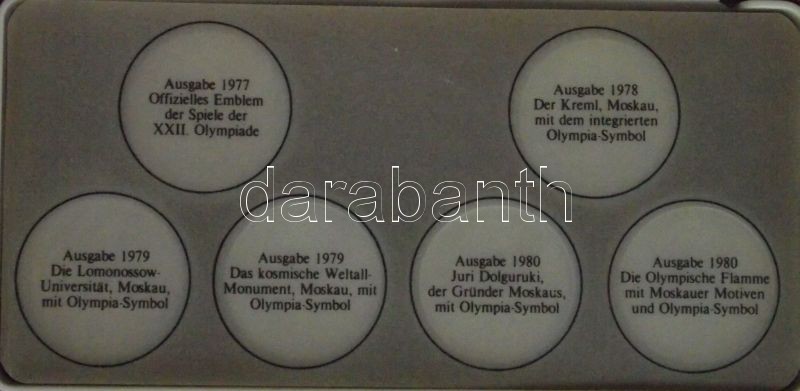 Ausgabe 1977
Offizielles Emblem
der Spiele der
XXII. Olympiade
Ausgabe 1978
Der Kreml, Moskau,
mit dem integrierten
Olympia-Symbol
darabanth
Ausgabe 1979
Die Lomonossow-
Universität, Moskau,
mit Olympia-Symbol
Ausgabe 1979
Das kosmische Weltall-
Monument, Moskau, mit
Olympia-Symbol
Ausgabe 1980
Juri Dolguruki,
der Gründer Moskaus,
mit Olympia-Symbol
Ausgabe 1980
Die Olympische Flamme
mit Moskauer Motiven
und Olympia-Symbol